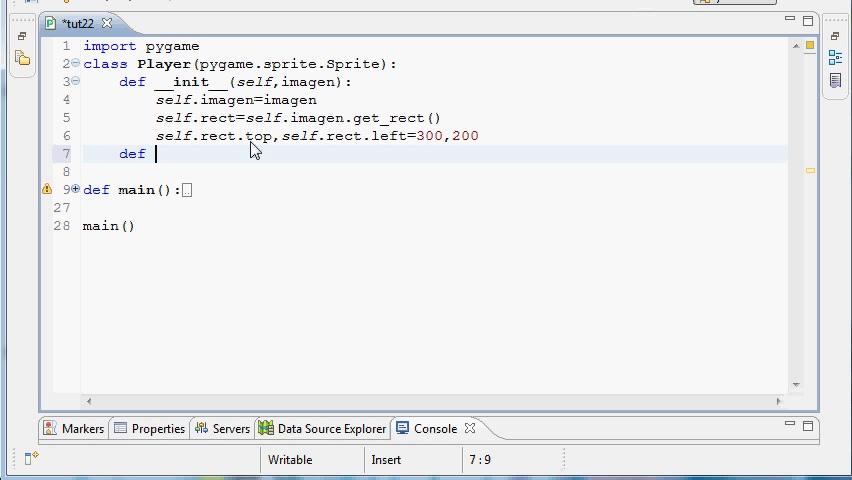 *tut22
1 import pygame
2 class Player(pygame.sprite.Sprite):
3 def __init__(self,imagen):
4 self.imagen=imagen
5 self.rect=self.imagen.get_rect()
6 self.rect.top,self.rect.left=300,200
7 def
8
9 def main():
27
28 main()
Markers Properties Servers Data Source Explorer Console
Writable Insert 7:9